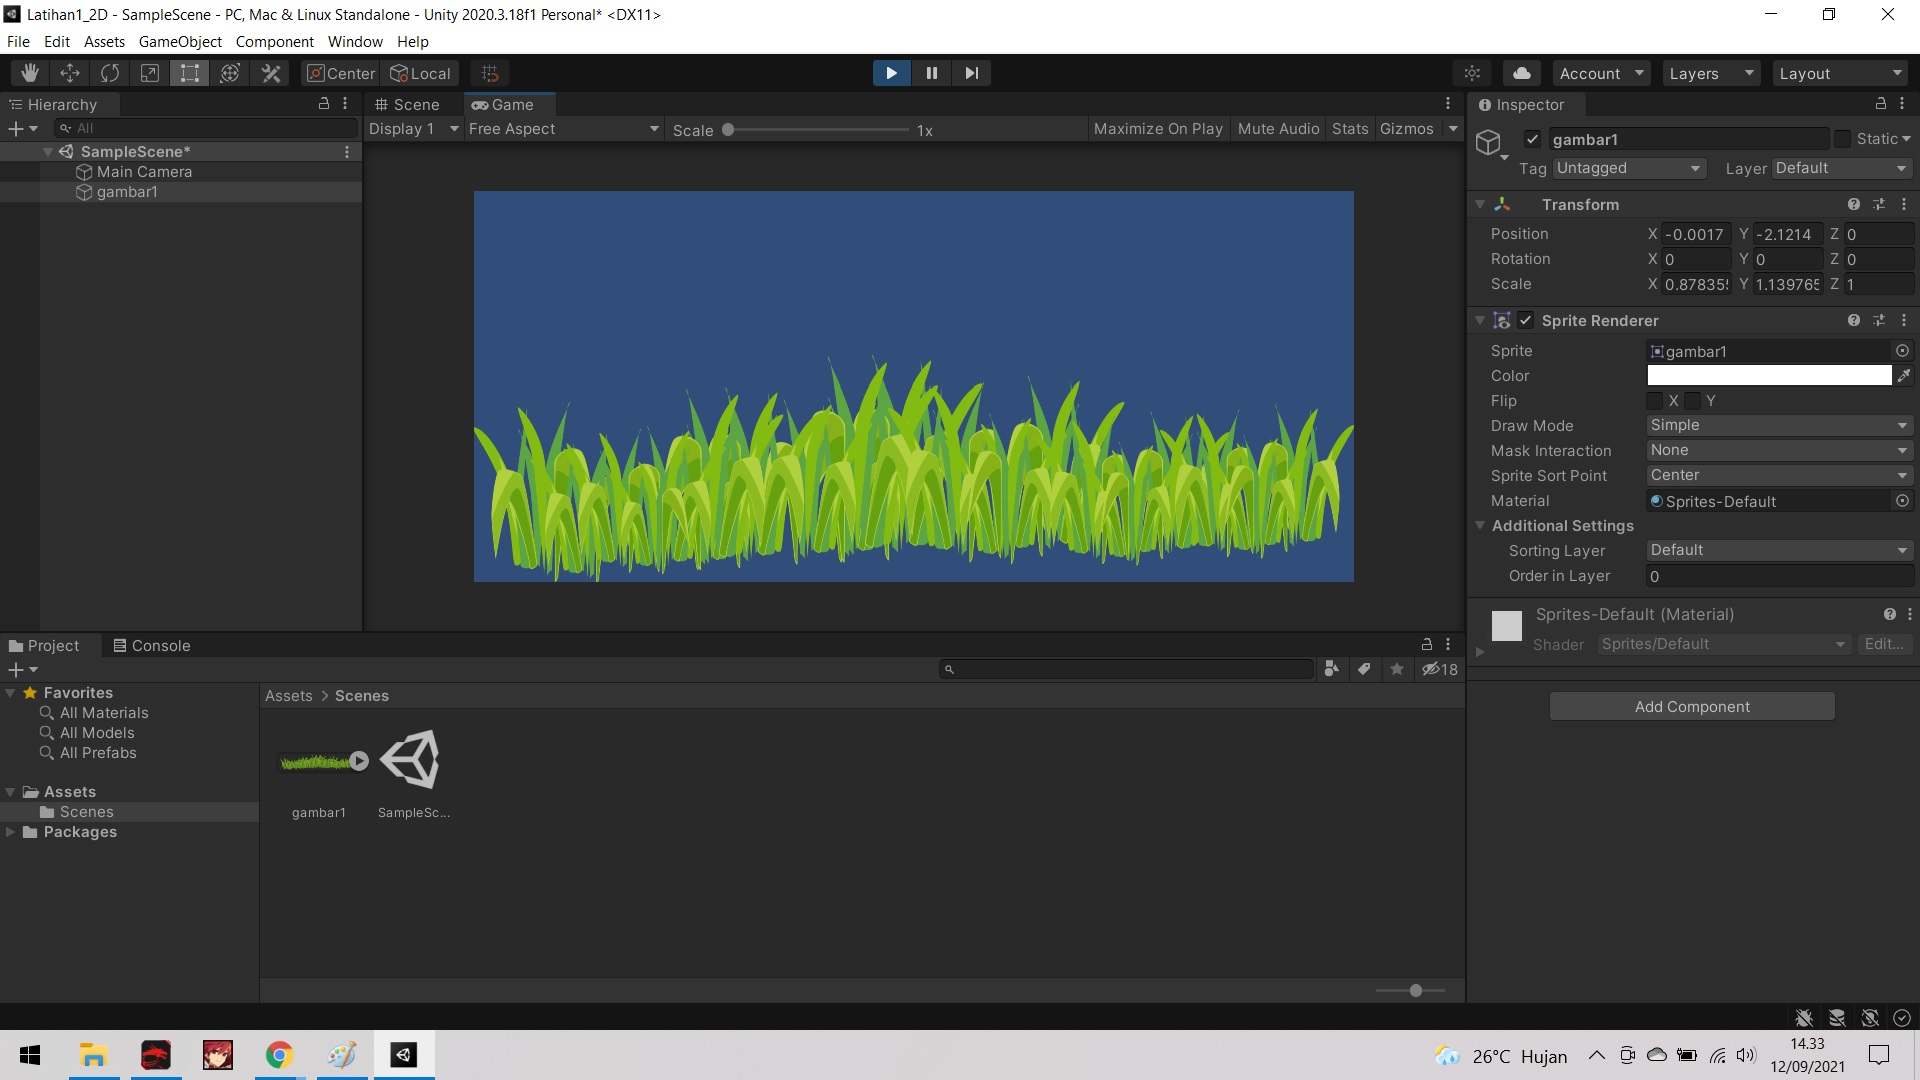 Latihan1_2D - SampleScene - PC, Mac & Linux Standalone - Unity 2020.3.18f1 Personal* <DX11>
File Edit Assets GameObject Component Window Help
Center Local Account Layers Layout
Hierarchy
All
SampleScene*
Main Camera
gambar1
Scene Game
Display 1 Free Aspect Scale 1x Maximize On Play Mute Audio Stats Gizmos
Inspector
gambar1 Static
Tag Untagged Layer Default
Transform
Position X -0.0017 Y -2.1214 Z 0
Rotation X 0 Y 0 Z 0
Scale X 0.87835 Y 1.139765 Z 1
Sprite Renderer
Sprite gambar1
Color
Flip X Y
Draw Mode Simple
Mask Interaction None
Sprite Sort Point Center
Material Sprites-Default
Additional Settings
Sorting Layer Default
Order in Layer 0
Sprites-Default (Material)
Shader Sprites/Default Edit...
Add Component
Project Console
18
Favorites
All Materials
All Models
All Prefabs
Assets
Scenes
Packages
Assets > Scenes
gambar1 SampleSc...
26°C Hujan
14.33
12/09/2021